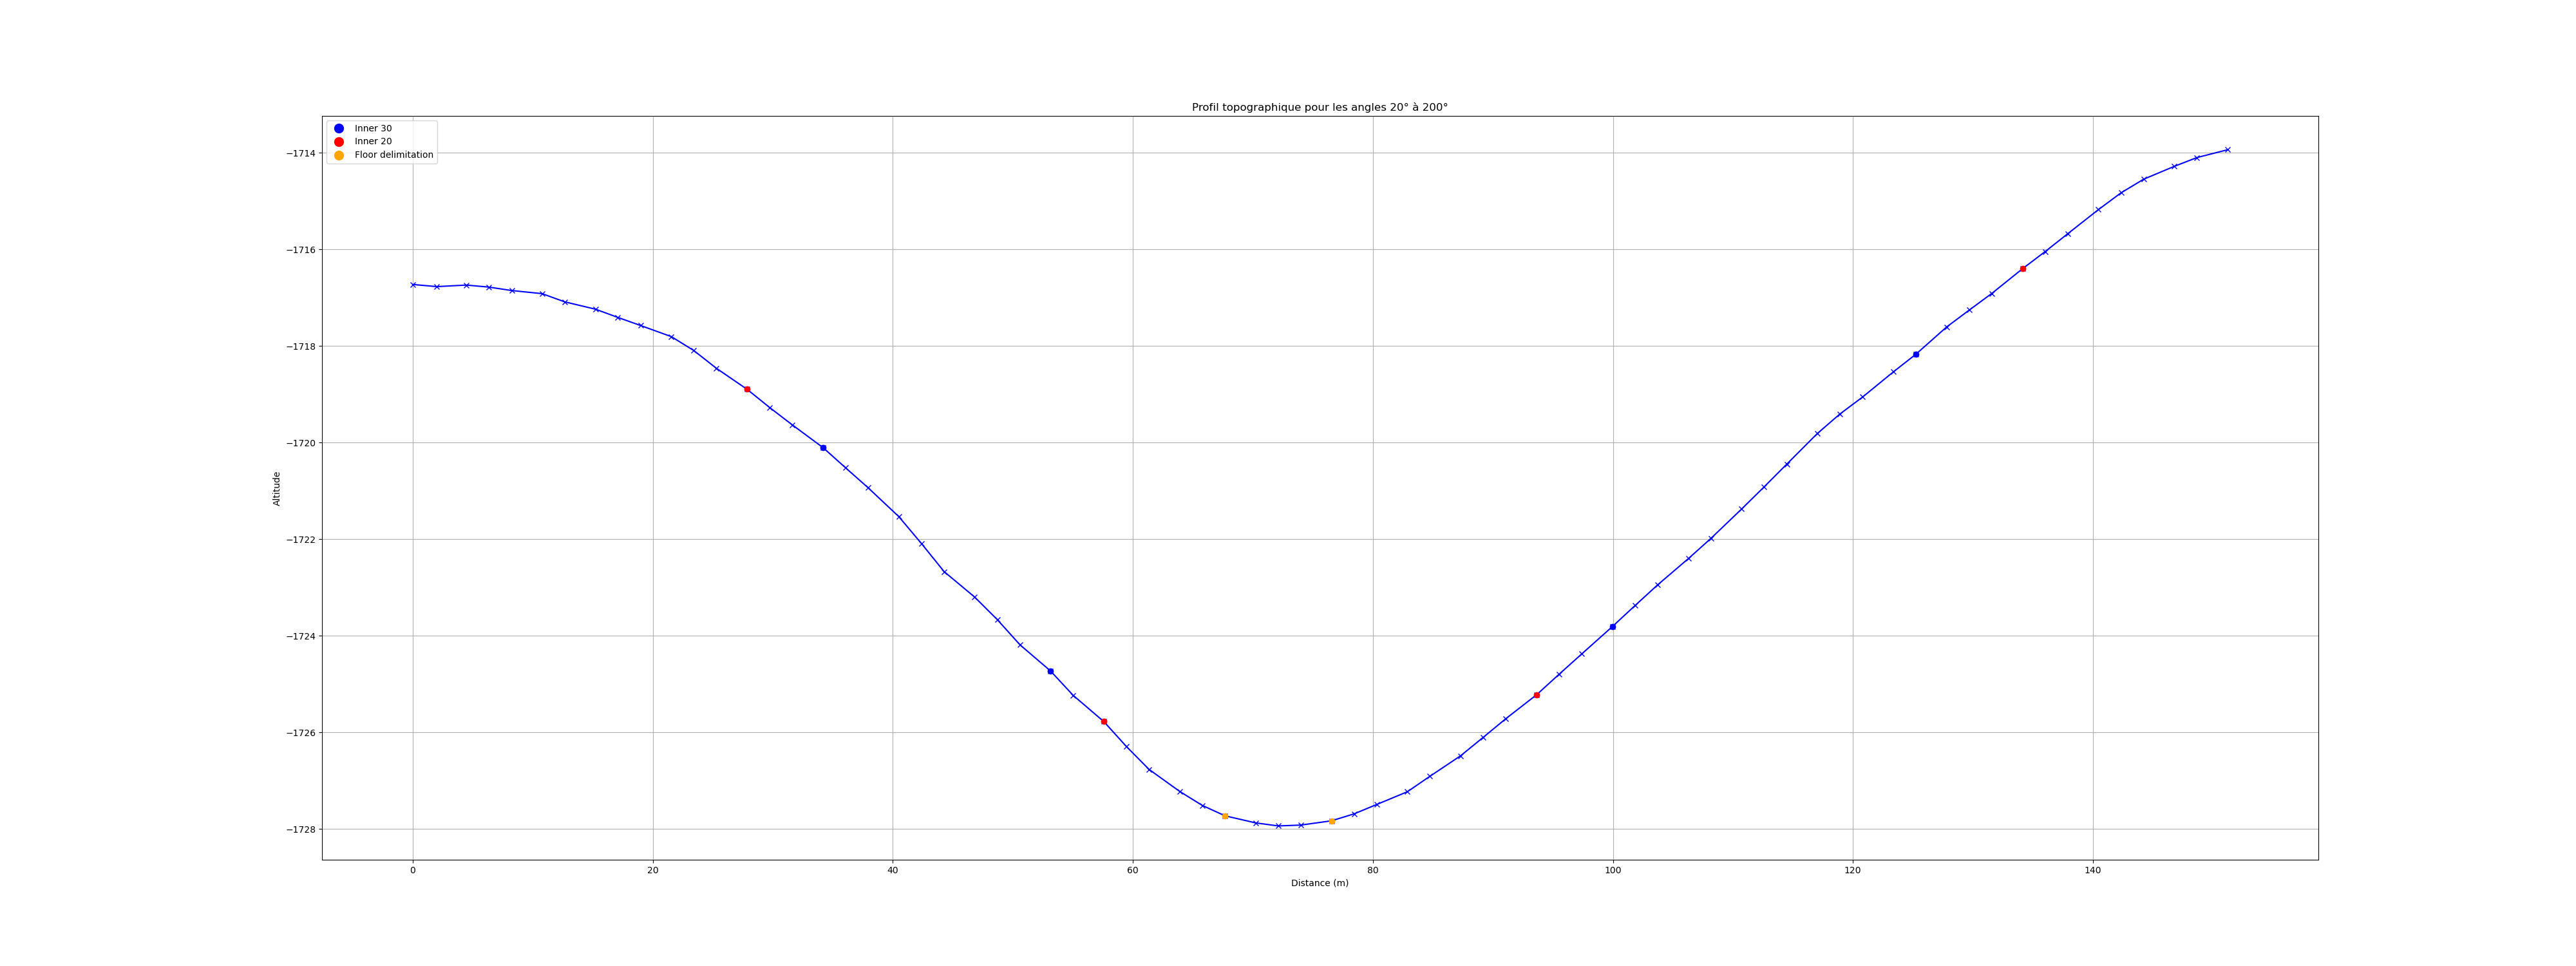 Profil topographique pour les angles 20° à 200°
Inner 30
Inner 20
Floor delimitation
−1714
−1716
−1718
−1720
−1722
−1724
−1726
−1728
Altitude
0 20 40 60 80 100 120 140
Distance (m)